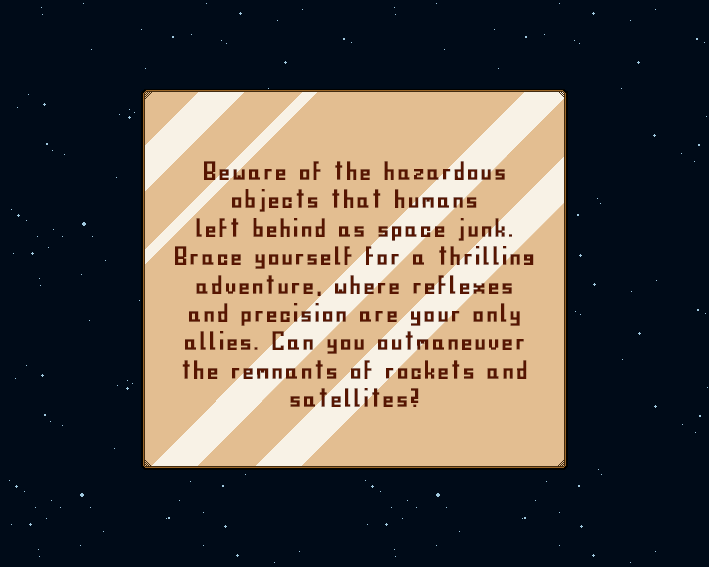 Beware of the hazardous
objects that humans
left behind as space junk.
Brace yourself for a thrilling
adventure, where reflexes
and precision are your only
allies. Can you outmaneuver
the remnants of rockets and
satellites?